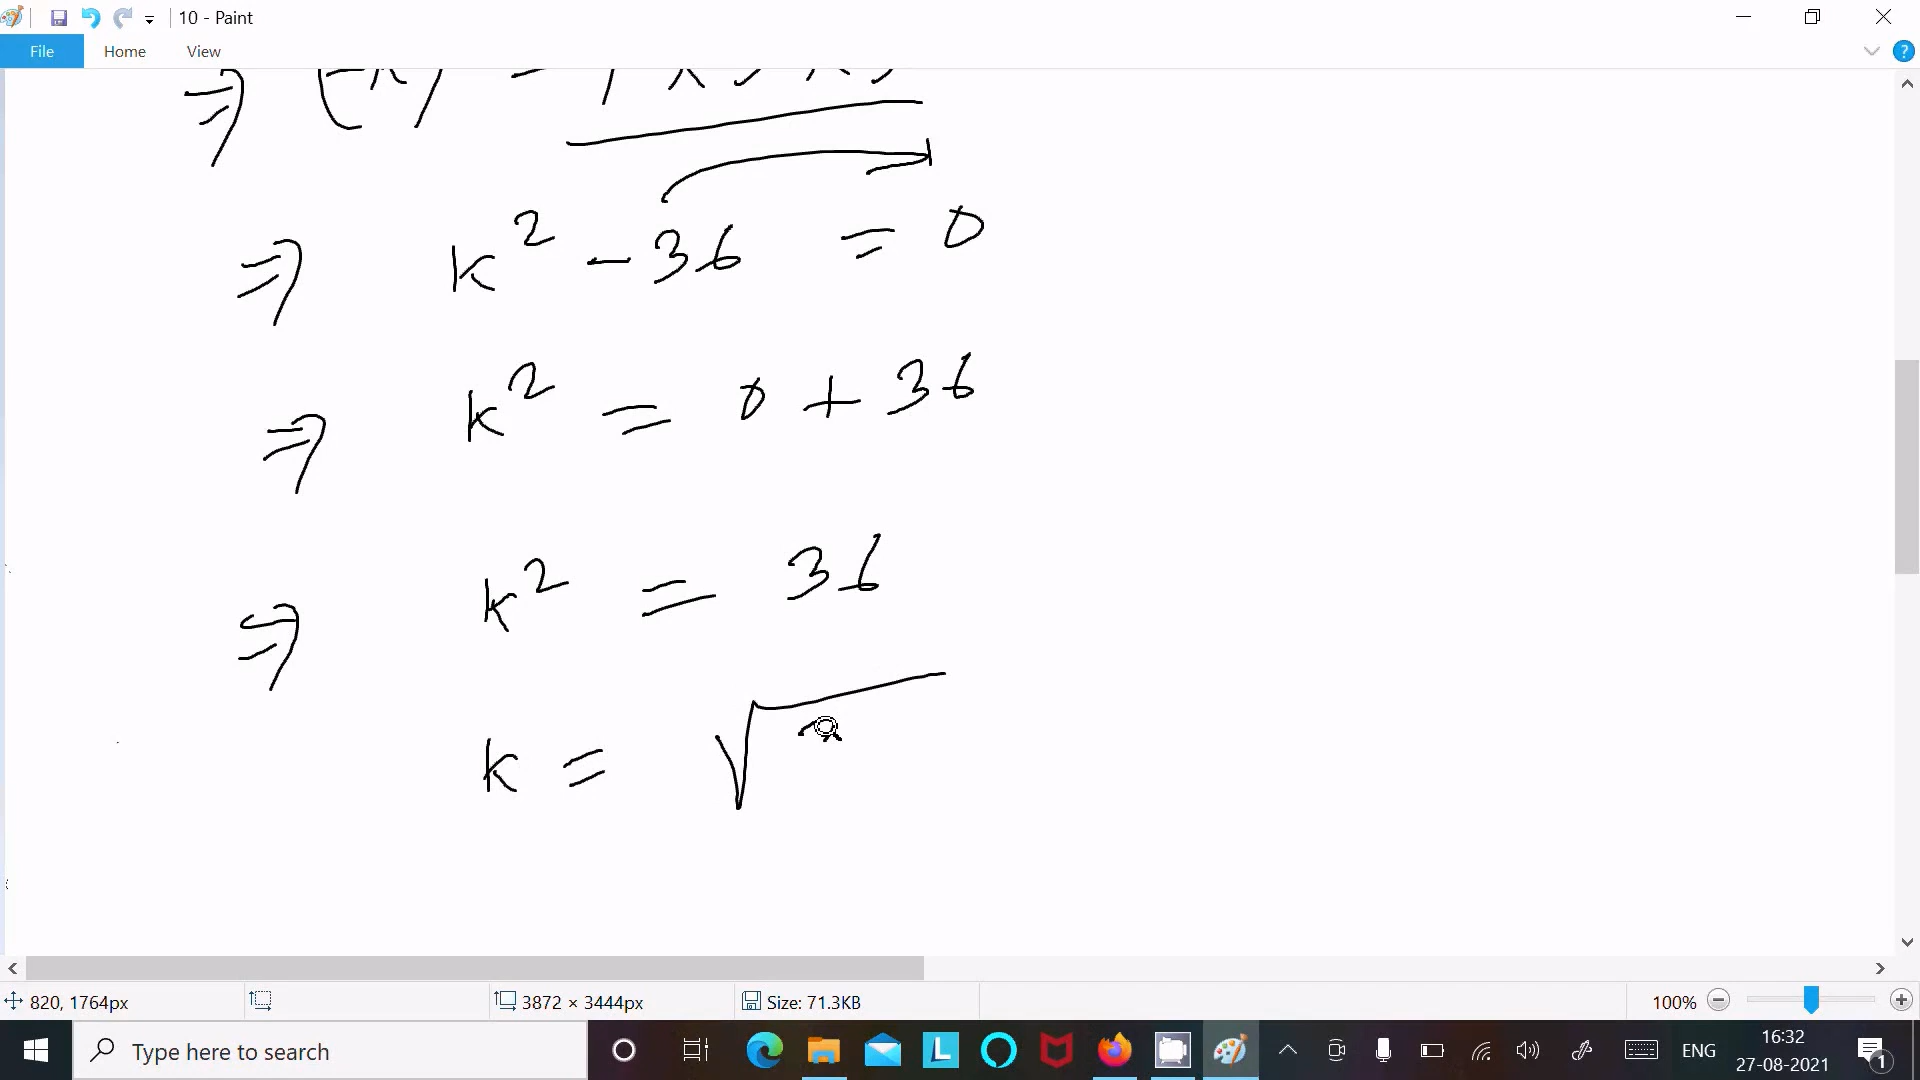 10 - Paint
File Home View
⇒ k² - 36 = 0
⇒ k² = 0 + 36
⇒ k² = 36
k = √
820, 1764px 3872 × 3444px Size: 71.3KB 100%
Type here to search ENG 16:32
27-08-2021 1